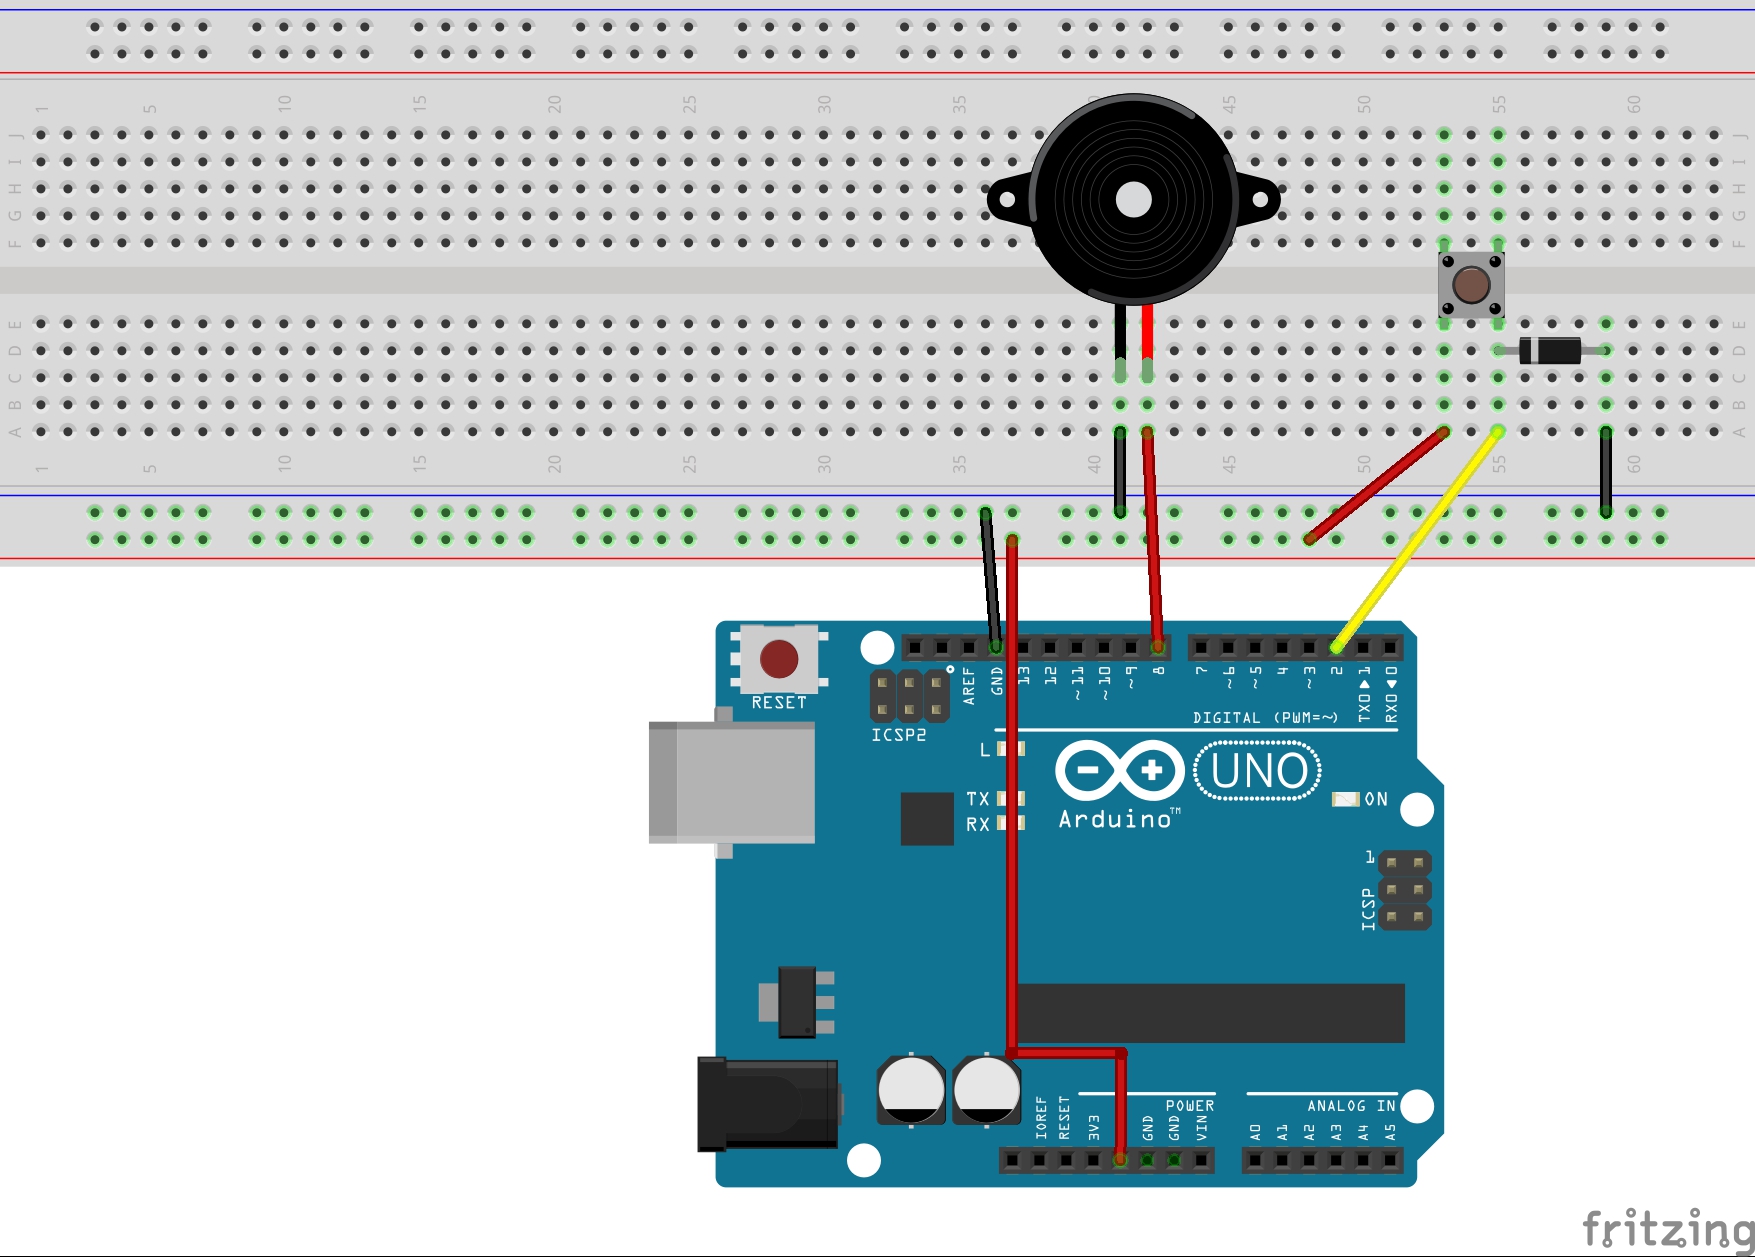 1 5 10 15 20 25 30 35 45 50 55 60
J J
I I
H H
G G
F F
E E
D D
C C
B B
A A
1 5 10 15 20 25 30 35 40 45 50 55 60
RESET
ICSP2
AREF GND 13 12 ~11 ~10 ~9 8 7 ~6 ~5 4 ~3 2 TX0▶1 RX0◀0
DIGITAL (PWM=~)
L
TX
RX
UNO
Arduino™
ON
1
ICSP
POWER
ANALOG IN
IOREF RESET 3V3 GND GND VIN A0 A1 A2 A3 A4 A5
fritzing